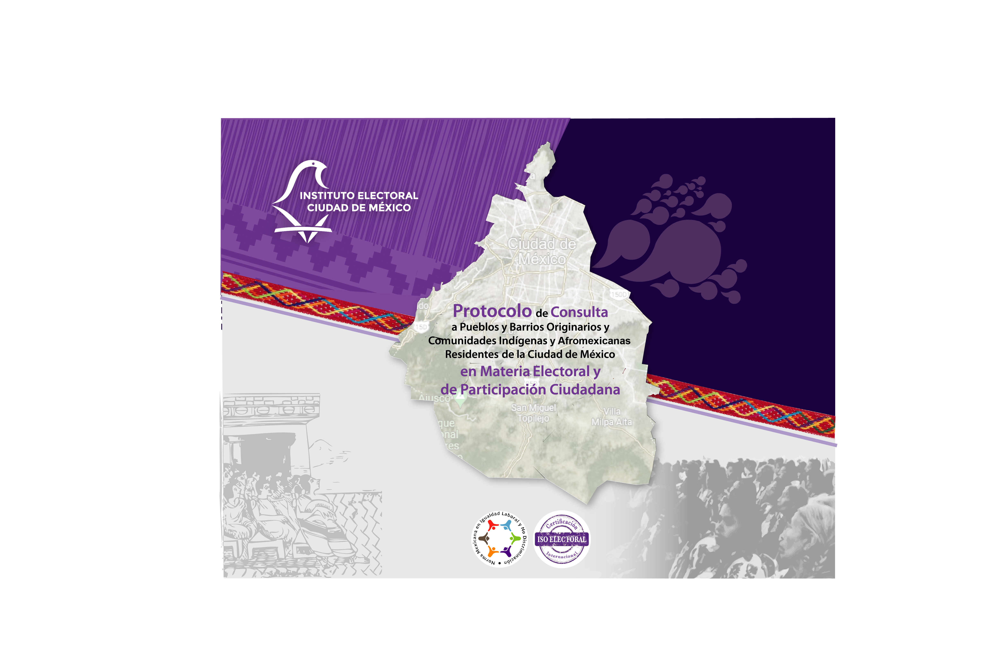 INSTITUTO ELECTORAL
CIUDAD DE MÉXICO
Ciudad de
México
150D
do
15D
Protocolo de Consulta
a Pueblos y Barrios Originarios y
Comunidades Indígenas y Afromexicanas
Residentes de la Ciudad de México
en Materia Electoral y
de Participación Ciudadana
Ajusco
San Miguel
Topilejo
Villa
Milpa Alta
que
onal
res
Norma Mexicana en Igualdad Laboral y No Discriminación
Certificación
ISO ELECTORAL
Internacional